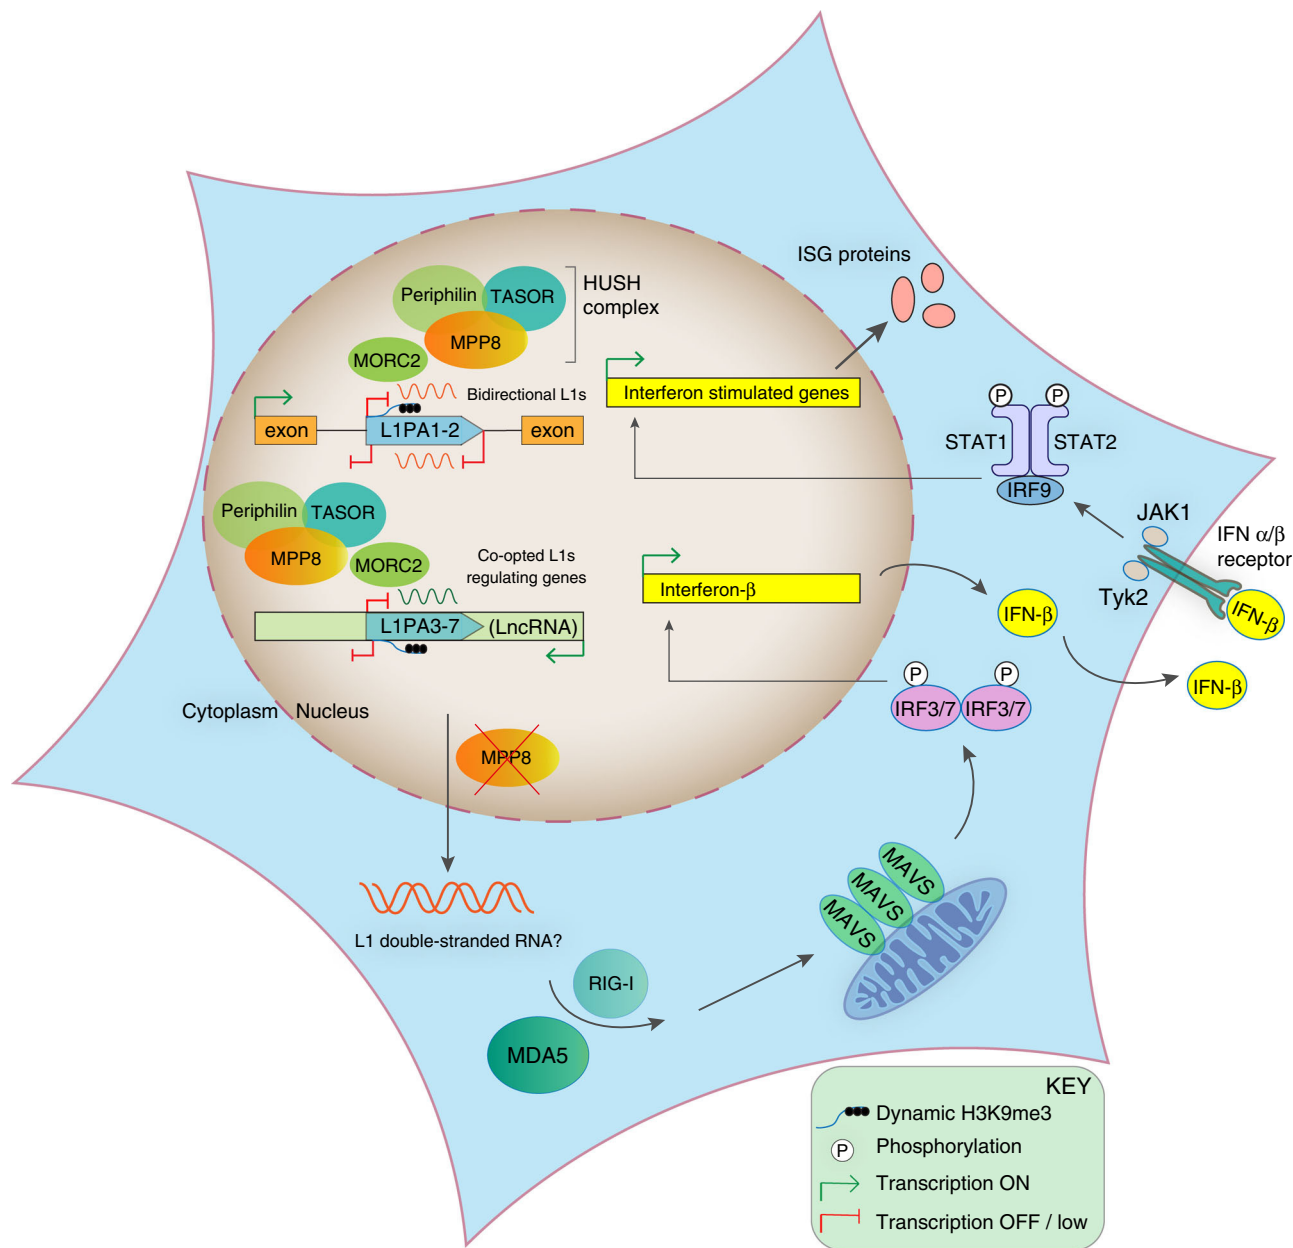 ISG proteins
Periphilin
TASOR
HUSH
complex
MPP8
MORC2
Bidirectional L1s
exon
L1PA1-2
exon
Interferon stimulated genes
P
P
STAT1
STAT2
IRF9
Periphilin
TASOR
MPP8
MORC2
Co-opted L1s
regulating genes
L1PA3-7
(LncRNA)
Interferon-β
JAK1
Tyk2
IFN α/β
receptor
IFN-β
IFN-β
IFN-β
P
P
IRF3/7
IRF3/7
Cytoplasm
Nucleus
MPP8
L1 double-stranded RNA?
RIG-I
MDA5
MAVS
MAVS
MAVS
KEY
Dynamic H3K9me3
P
Phosphorylation
Transcription ON
Transcription OFF / low